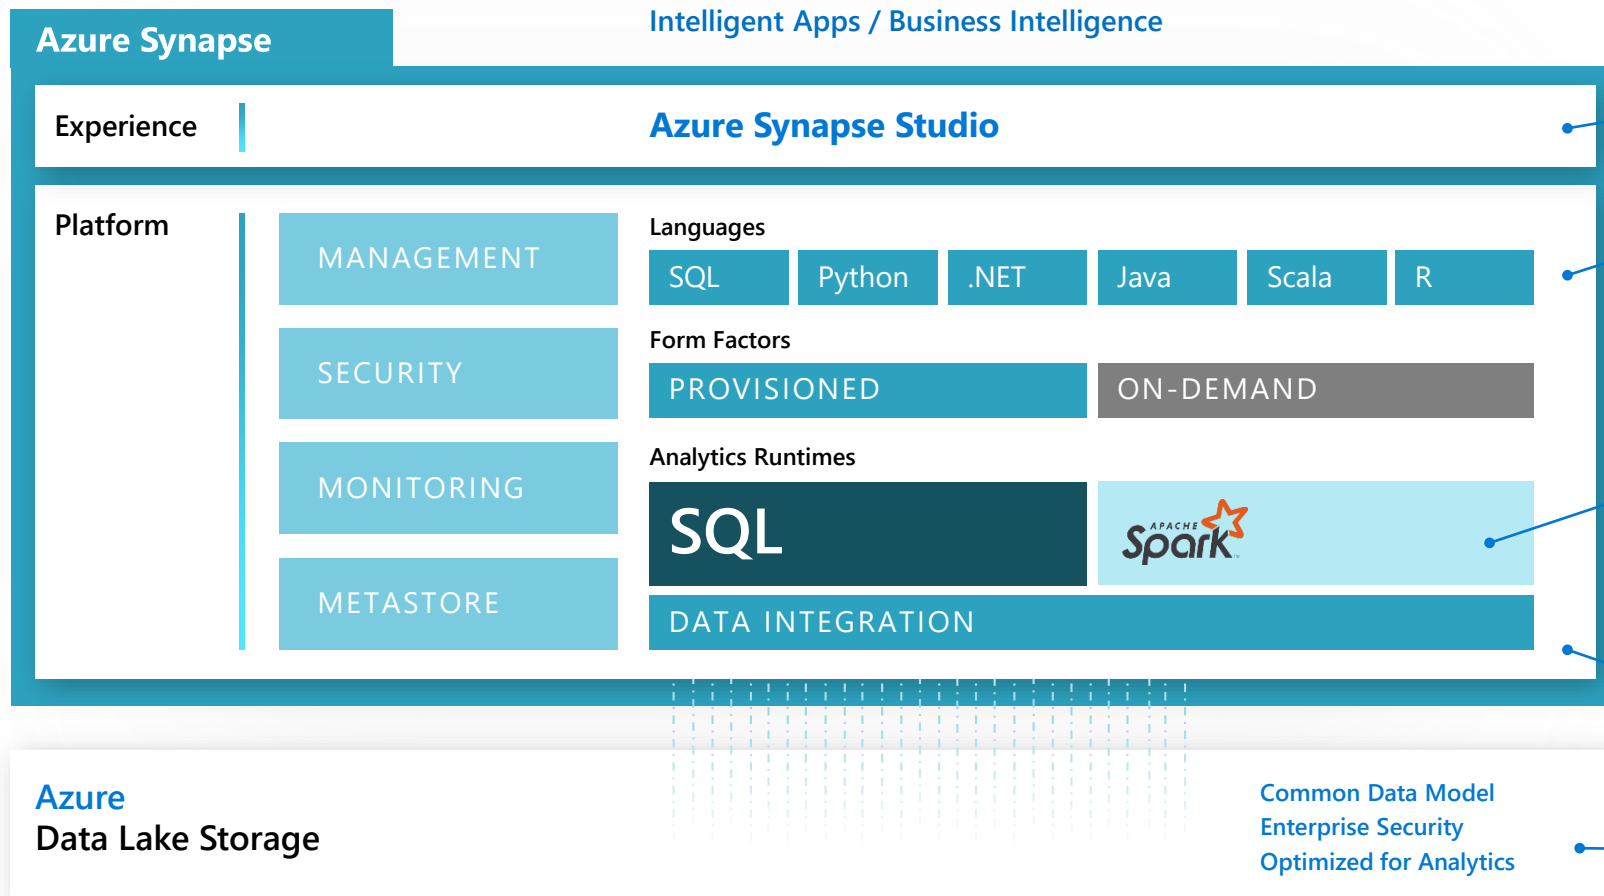 Azure Synapse
Intelligent Apps / Business Intelligence
Experience
Azure Synapse Studio
Platform
MANAGEMENT
SECURITY
MONITORING
METASTORE
Languages
SQL
Python
.NET
Java
Scala
R
Form Factors
PROVISIONED
ON-DEMAND
Analytics Runtimes
SQL
APACHE
Spark
DATA INTEGRATION
Azure
Data Lake Storage
Common Data Model
Enterprise Security
Optimized for Analytics